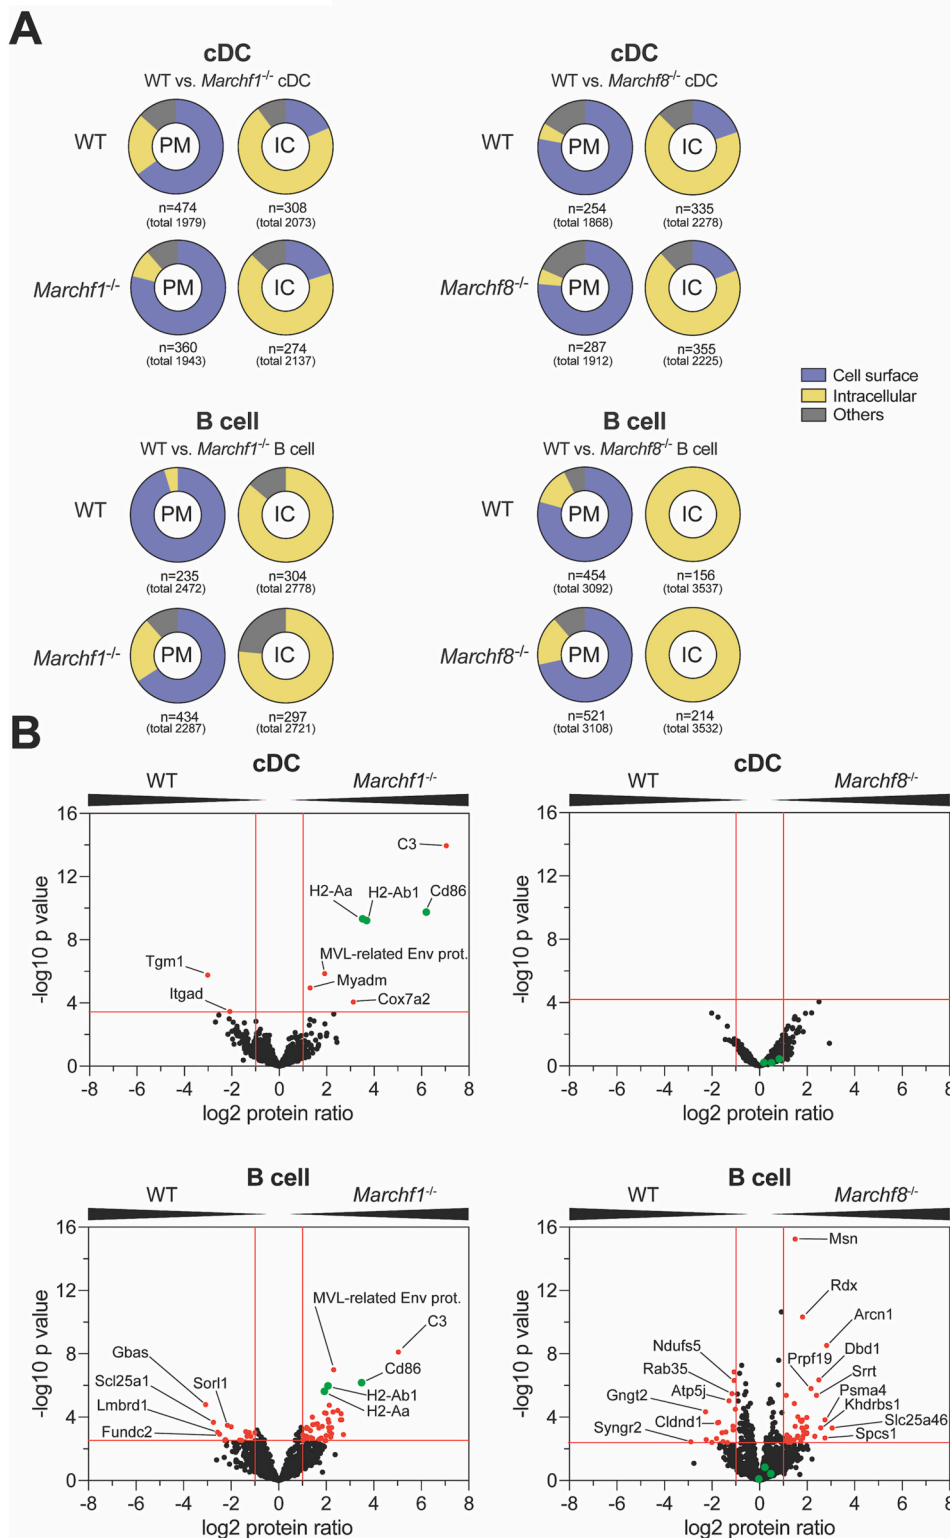 A
cDC
WT vs. Marchf1-/- cDC
WT
PM
IC
n=474
(total 1979)
n=308
(total 2073)
Marchf1-/-
PM
IC
n=360
(total 1943)
n=274
(total 2137)
cDC
WT vs. Marchf8-/- cDC
WT
PM
IC
n=254
(total 1868)
n=335
(total 2278)
Marchf8-/-
PM
IC
n=287
(total 1912)
n=355
(total 2225)
Cell surface
Intracellular
Others
B cell
WT vs. Marchf1-/- B cell
WT
PM
IC
n=235
(total 2472)
n=304
(total 2778)
Marchf1-/-
PM
IC
n=434
(total 2287)
n=297
(total 2721)
B cell
WT vs. Marchf8-/- B cell
WT
PM
IC
n=454
(total 3092)
n=156
(total 3537)
Marchf8-/-
PM
IC
n=521
(total 3108)
n=214
(total 3532)
B
cDC
WT
Marchf1-/-
16
12
8
4
0
-log10 p value
C3
H2-Aa
H2-Ab1
Cd86
MVL-related Env prot.
Tgm1
Myadm
Itgad
Cox7a2
-8 -6 -4 -2 0 2 4 6 8
log2 protein ratio
cDC
WT
Marchf8-/-
16
12
8
4
0
-log10 p value
-8 -6 -4 -2 0 2 4 6 8
log2 protein ratio
B cell
WT
Marchf1-/-
16
12
8
4
0
-log10 p value
MVL-related Env prot.
C3
Gbas
Cd86
Scl25a1
Sorl1
H2-Ab1
Lmbrd1
H2-Aa
Fundc2
-8 -6 -4 -2 0 2 4 6 8
log2 protein ratio
B cell
WT
Marchf8-/-
16
12
8
4
0
-log10 p value
Msn
Rdx
Arcn1
Ndufs5
Dbd1
Prpf19
Rab35
Srrt
Gngt2
Atp5j
Psma4
Khdrbs1
Syngr2
Cldnd1
Slc25a46
Spcs1
-8 -6 -4 -2 0 2 4 6 8
log2 protein ratio